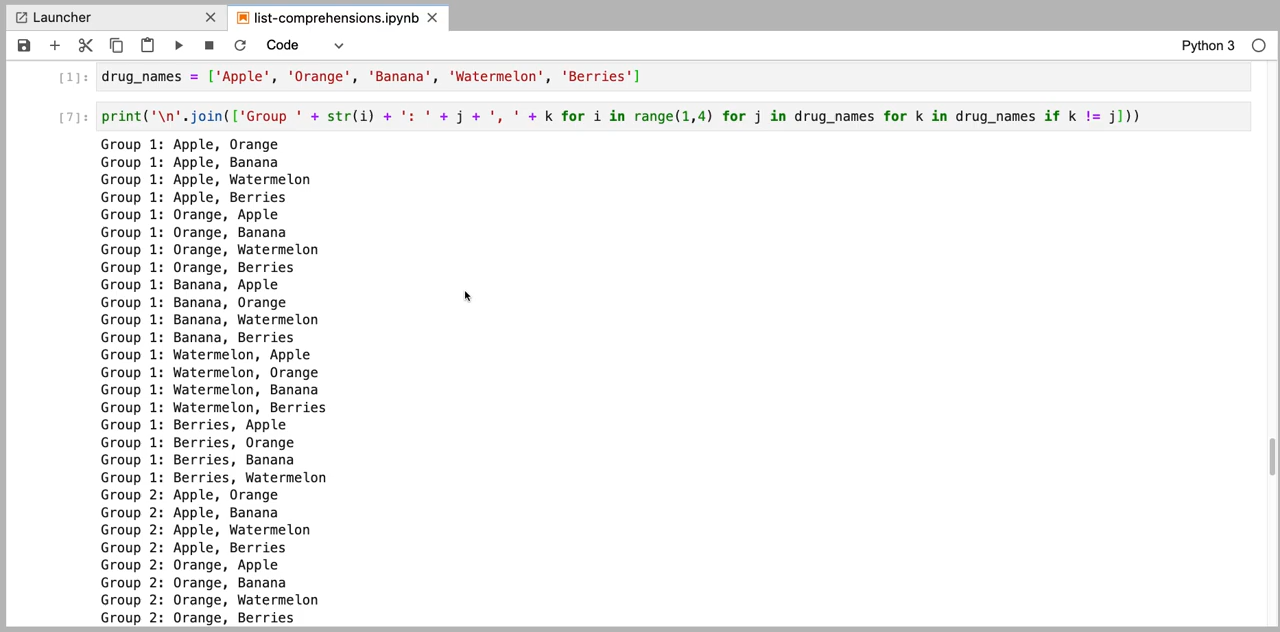 Launcher
list-comprehensions.ipynb
Code
Python 3
[1]: drug_names = ['Apple', 'Orange', 'Banana', 'Watermelon', 'Berries']
[7]: print('\n'.join(['Group ' + str(i) + ': ' + j + ', ' + k for i in range(1,4) for j in drug_names for k in drug_names if k != j]))
Group 1: Apple, Orange
Group 1: Apple, Banana
Group 1: Apple, Watermelon
Group 1: Apple, Berries
Group 1: Orange, Apple
Group 1: Orange, Banana
Group 1: Orange, Watermelon
Group 1: Orange, Berries
Group 1: Banana, Apple
Group 1: Banana, Orange
Group 1: Banana, Watermelon
Group 1: Banana, Berries
Group 1: Watermelon, Apple
Group 1: Watermelon, Orange
Group 1: Watermelon, Banana
Group 1: Watermelon, Berries
Group 1: Berries, Apple
Group 1: Berries, Orange
Group 1: Berries, Banana
Group 1: Berries, Watermelon
Group 2: Apple, Orange
Group 2: Apple, Banana
Group 2: Apple, Watermelon
Group 2: Apple, Berries
Group 2: Orange, Apple
Group 2: Orange, Banana
Group 2: Orange, Watermelon
Group 2: Orange, Berries